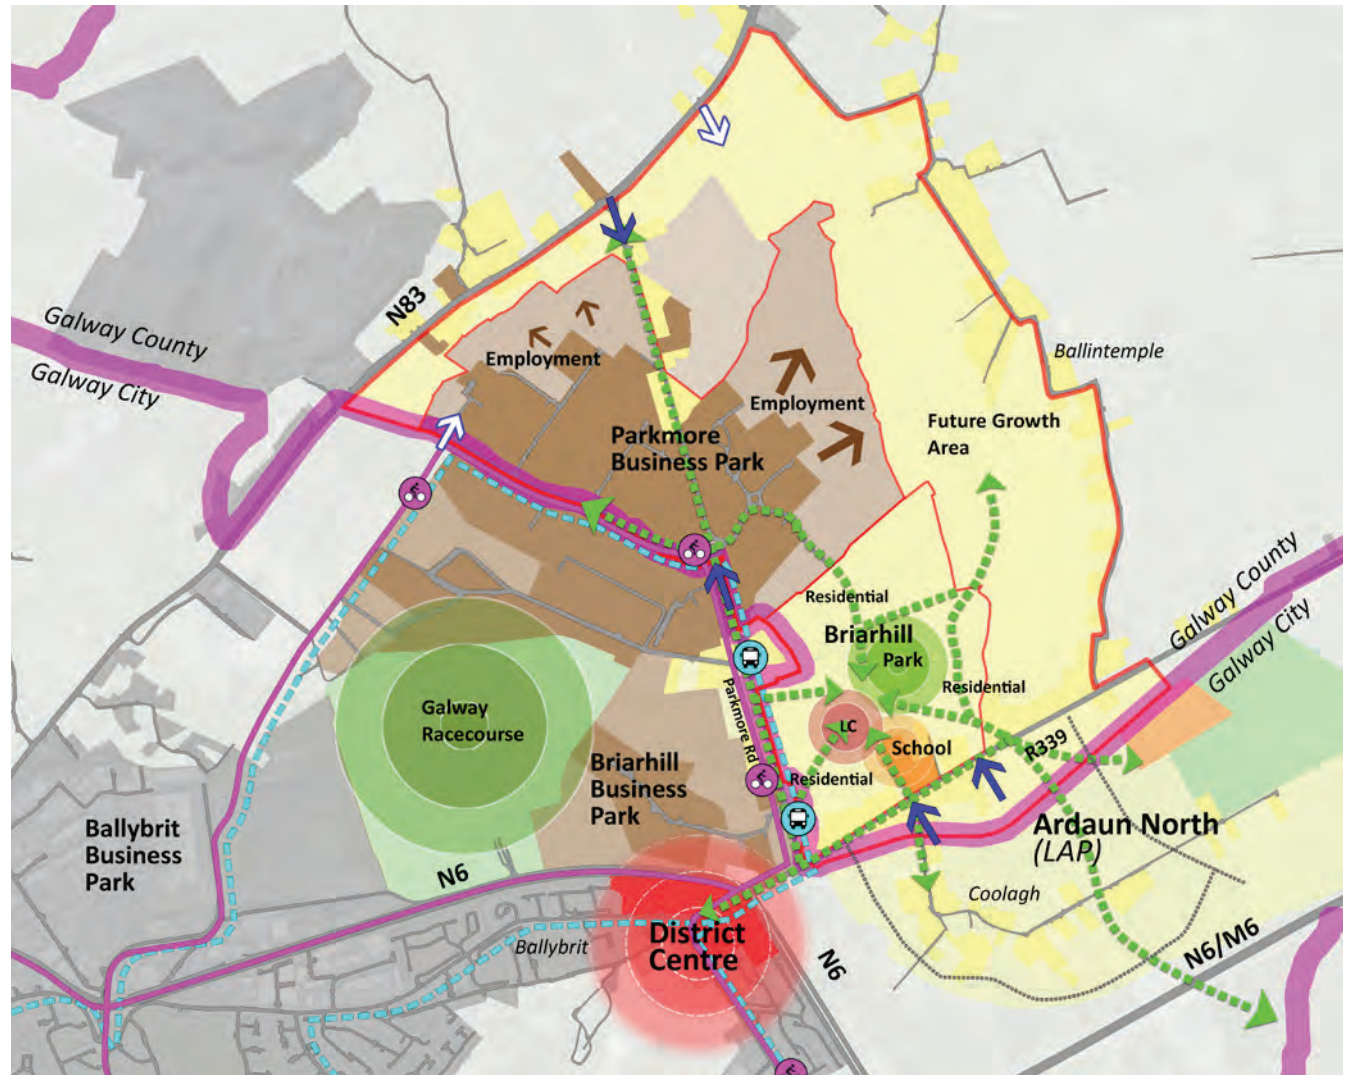 N83
Galway County
Galway City
Employment
Ballintemple
Employment
Future Growth
Area
Parkmore
Business Park
Galway County
Galway City
Residential
Briarhill
Park
Residential
Parkmore Rd
Galway
Racecourse
LC
School
R339
Residential
Briarhill
Business
Park
Ballybrit
Business
Park
Ardaun North
(LAP)
N6
Coolagh
District
Centre
Ballybrit
N6
N6/M6